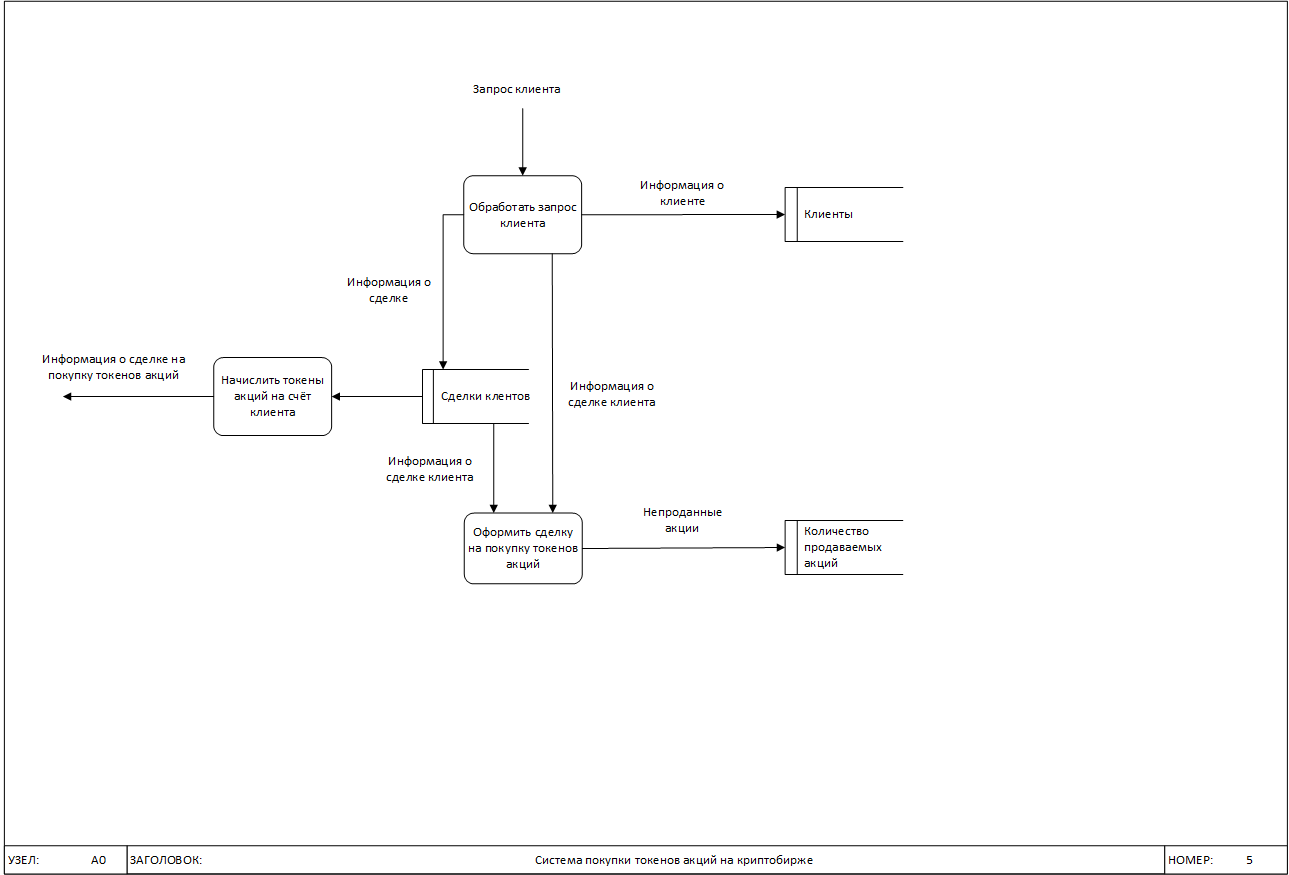 Запрос клиента
Обработать запрос
клиента
Информация о
клиенте
Клиенты
Информация о
сделке
Информация о сделке на
покупку токенов акций
Начислить токены
акций на счёт
клиента
Сделки клентов
Информация о
сделке клиента
Информация о
сделке клиента
Оформить сделку
на покупку токенов
акций
Непроданные
акции
Количество
продаваемых
акций
УЗЕЛ: А0 ЗАГОЛОВОК: Система покупки токенов акций на криптобирже НОМЕР: 5